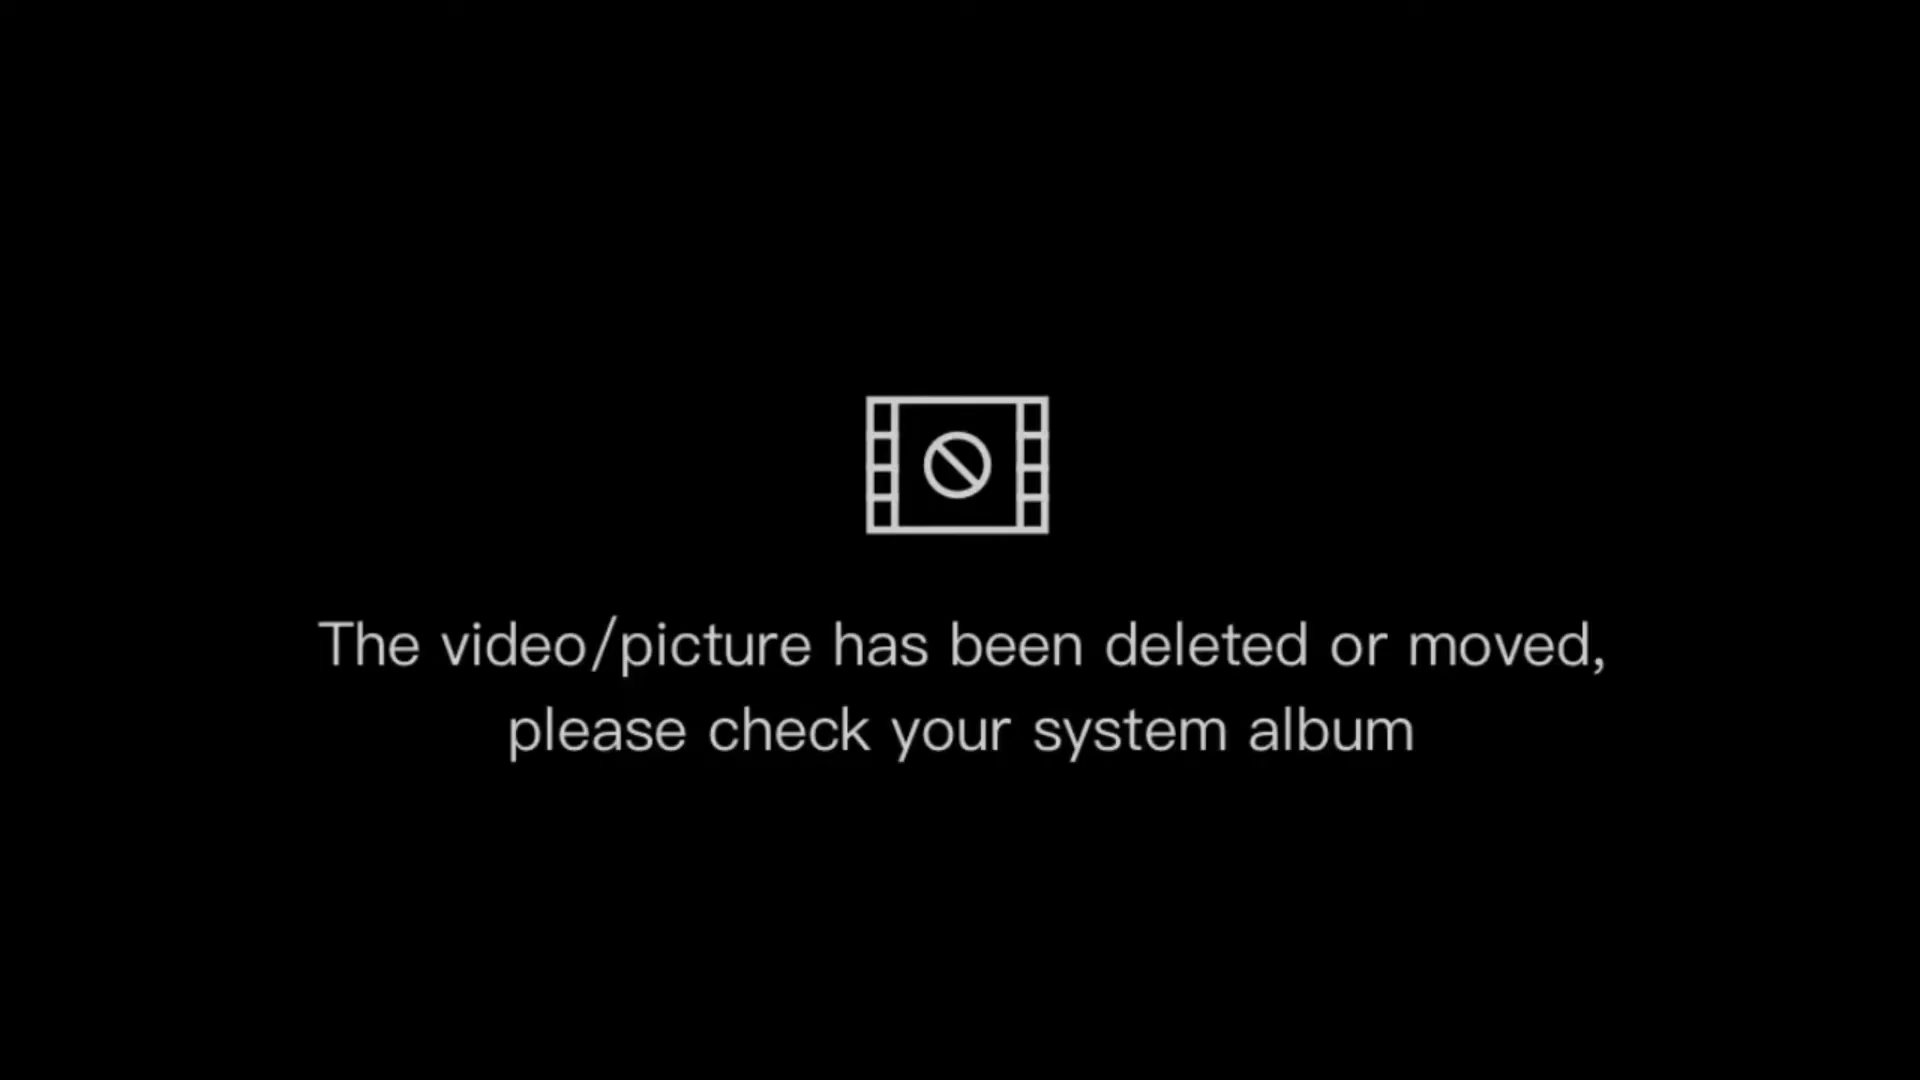 The video/picture has been deleted or moved,
please check your system album